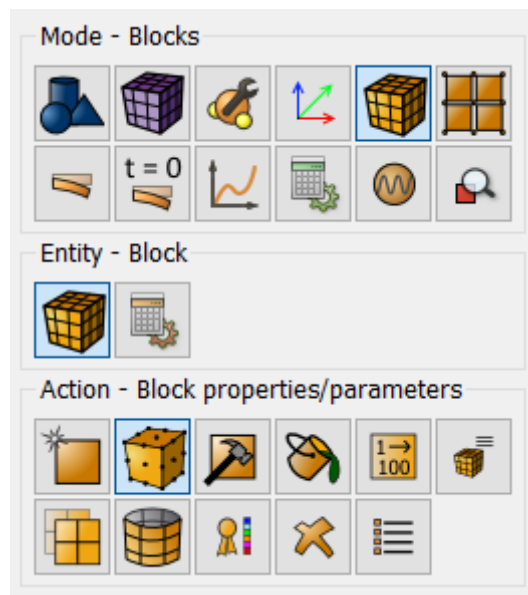 Mode - Blocks
t = 0
Entity - Block
Action - Block properties/parameters
1→
100